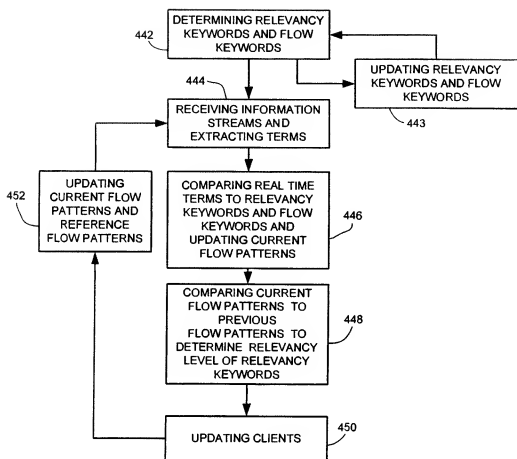 442
DETERMINING RELEVANCY
KEYWORDS AND FLOW
KEYWORDS
UPDATING RELEVANCY
KEYWORDS AND FLOW
KEYWORDS
443
444
RECEIVING INFORMATION
STREAMS AND
EXTRACTING TERMS
452
UPDATING
CURRENT FLOW
PATTERNS AND
REFERENCE
FLOW PATTERNS
COMPARING REAL TIME
TERMS TO RELEVANCY
KEYWORDS AND FLOW
KEYWORDS AND
UPDATING CURRENT
FLOW PATTERNS
446
COMPARING CURRENT
FLOW PATTERNS TO
PREVIOUS
FLOW PATTERNS TO
DETERMINE RELEVANCY
LEVEL OF RELEVANCY
KEYWORDS
448
UPDATING CLIENTS
450